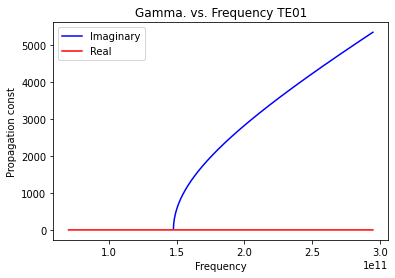 Gamma. vs. Frequency TE01
Imaginary
Real
Propagation const
5000
4000
3000
2000
1000
0
1.0
1.5
2.0
2.5
3.0
1e11
Frequency